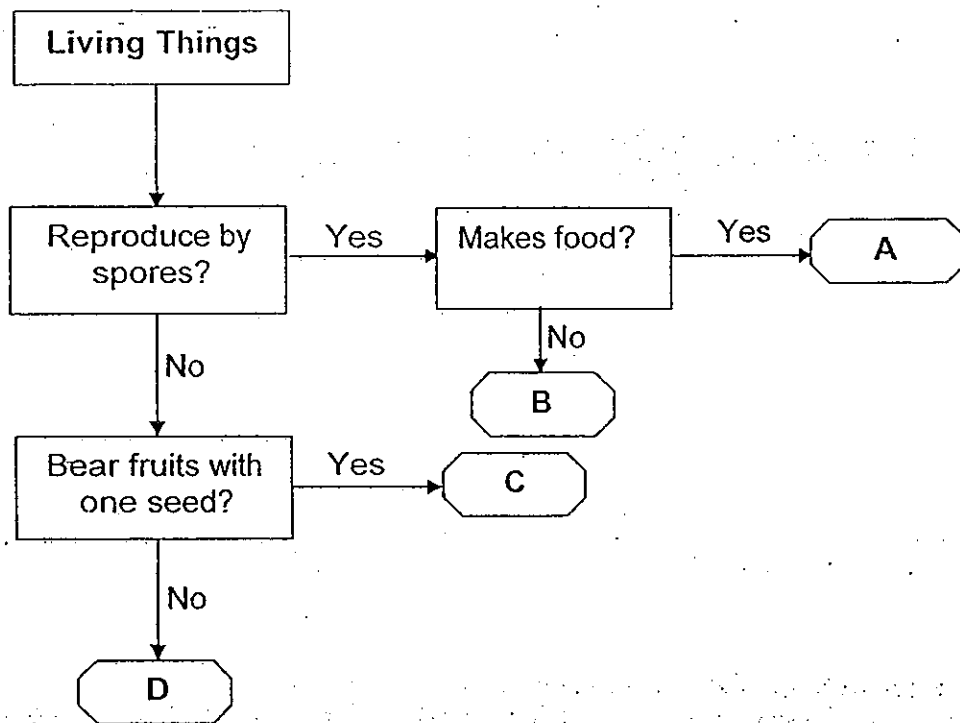 Living Things
Reproduce by
spores?
Yes
Makes food?
Yes
A
No
B
No
Bear fruits with
one seed?
Yes
C
No
D